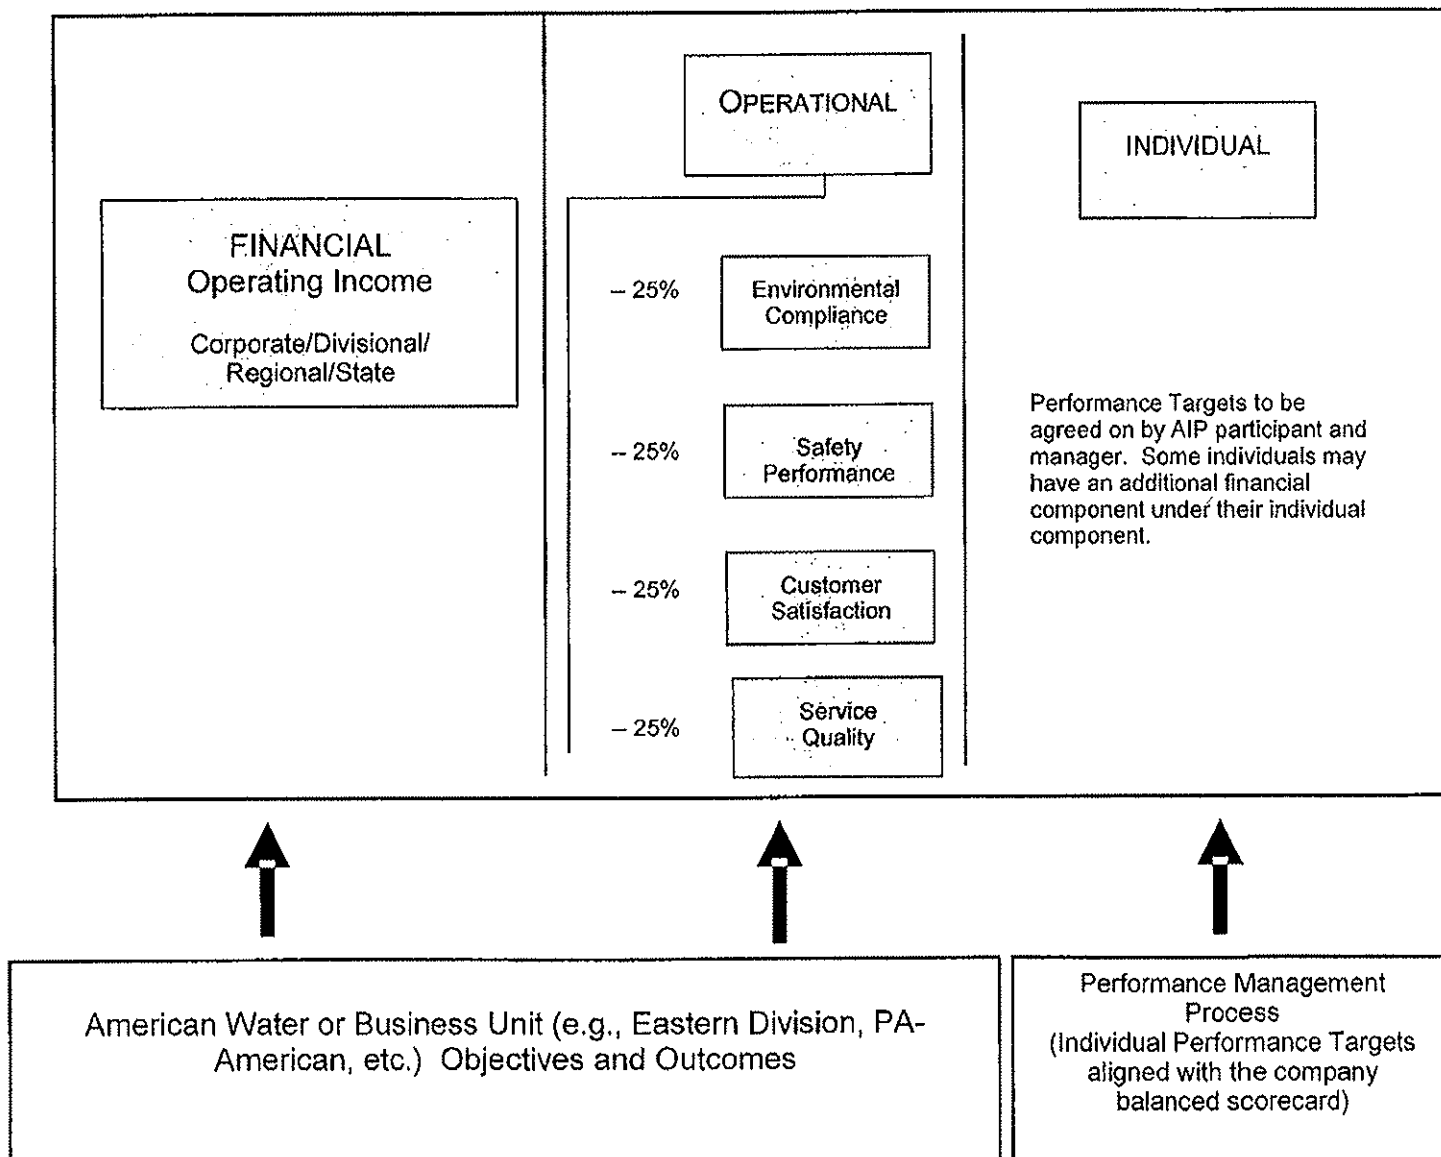 FINANCIAL
Operating Income
Corporate/Divisional/
Regional/State
OPERATIONAL
– 25%
Environmental
Compliance
– 25%
Safety
Performance
– 25%
Customer
Satisfaction
– 25%
Service
Quality
INDIVIDUAL
Performance Targets to be
agreed on by AIP participant and
manager. Some individuals may
have an additional financial
component under their individual
component.
American Water or Business Unit (e.g., Eastern Division, PA-
American, etc.) Objectives and Outcomes
Performance Management
Process
(Individual Performance Targets
aligned with the company
balanced scorecard)